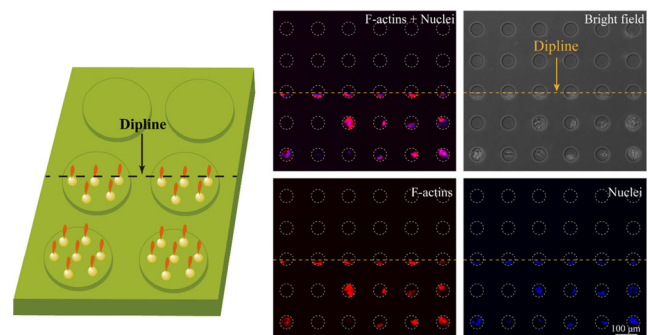 Dipline
F-actins + Nuclei
Bright field
Dipline
F-actins
Nuclei
100 μm